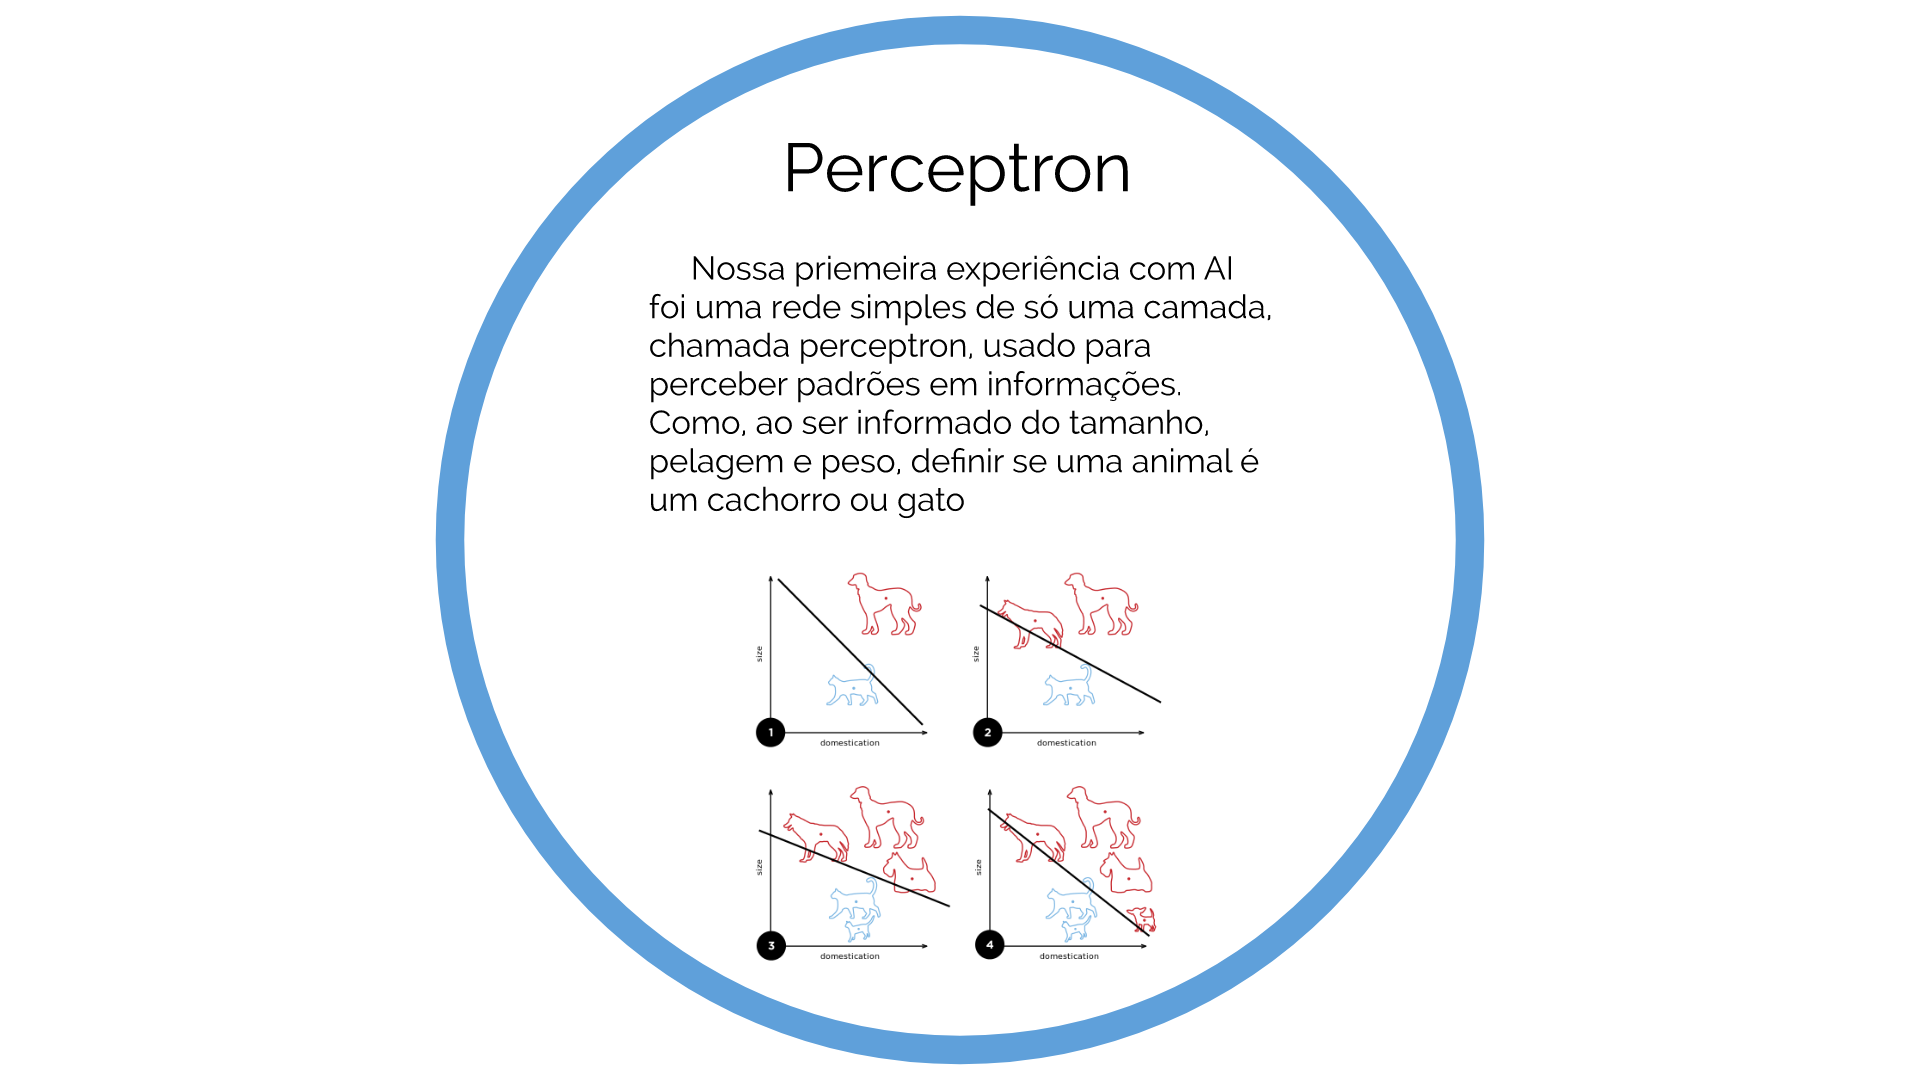 Perceptron
Nossa priemeira experiência com AI
foi uma rede simples de só uma camada,
chamada perceptron, usado para
perceber padrões em informações.
Como, ao ser informado do tamanho,
pelagem e peso, definir se uma animal é
um cachorro ou gato
size
1
domestication
size
2
domestication
size
3
domestication
size
4
domestication